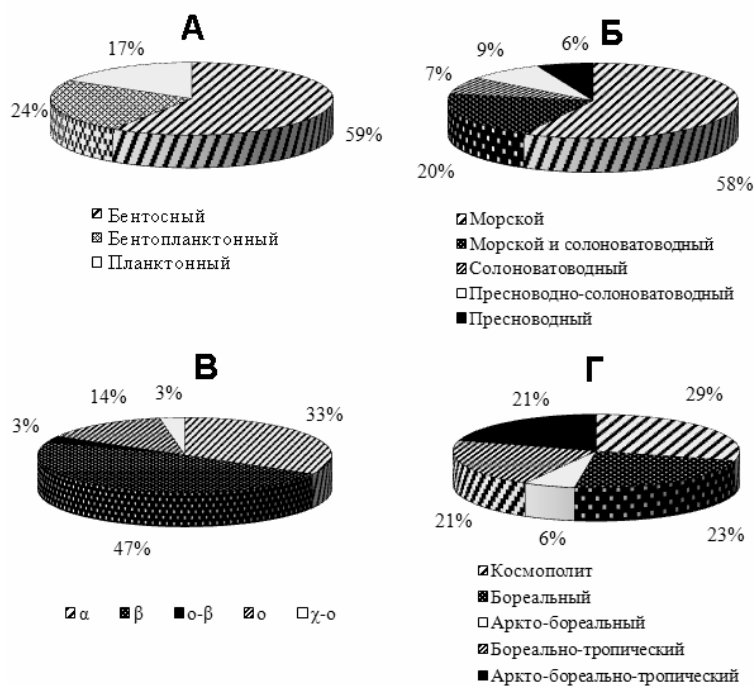 А
17%
24%
59%
Бентосный
Бентопланктонный
Планктонный
Б
9%
6%
7%
20%
58%
Морской
Морской и солоноватоводный
Солоноватоводный
Пресноводно-солоноватоводный
Пресноводный
В
14%
3%
33%
3%
47%
α
β
о-β
о
χ-о
Г
21%
29%
21%
6%
23%
Космополит
Бореальный
Аркто-бореальный
Бореально-тропический
Аркто-бореально-тропический